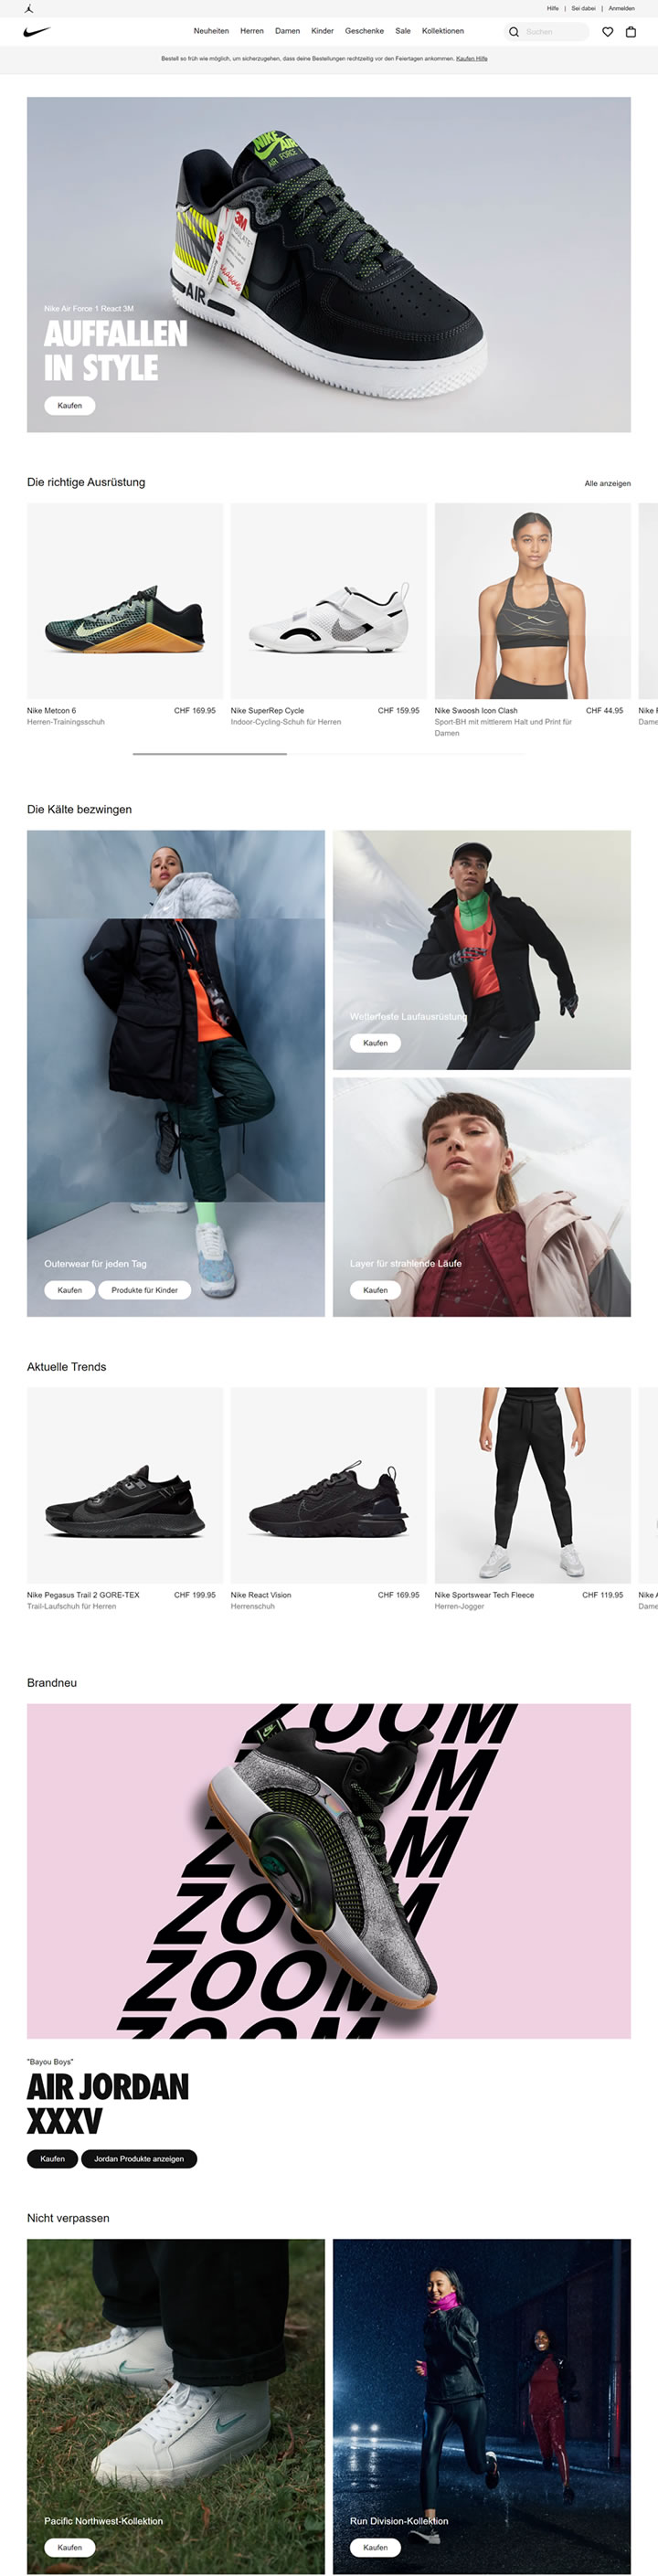 Hilfe | Sei dabei | Anmelden
Neuheiten Herren Damen Kinder Geschenke Sale Kollektionen
Suchen
Bestell so früh wie möglich, um sicherzugehen, dass deine Bestellungen rechtzeitig vor den Feiertagen ankommen. Kaufen Hilfe
NIKE AIR
AIR FORCE 1
3M
AIR
Nike Air Force 1 React 3M
AUFFALLEN
IN STYLE
Kaufen
Die richtige Ausrüstung
Alle anzeigen
Nike Metcon 6 CHF 169.95
Herren-Trainingsschuh
Nike SuperRep Cycle CHF 159.95
Indoor-Cycling-Schuh für Herren
Nike Swoosh Icon Clash CHF 44.95
Sport-BH mit mittlerem Halt und Print für
Damen
Dame
Die Kälte bezwingen
Outerwear für jeden Tag
Kaufen Produkte für Kinder
Wetterfeste Laufausrüstung
Kaufen
Layer für strahlende Läufe
Kaufen
Aktuelle Trends
Nike Pegasus Trail 2 GORE-TEX CHF 199.95
Trail-Laufschuh für Herren
Nike React Vision CHF 169.95
Herrenschuh
Nike Sportswear Tech Fleece CHF 119.95
Herren-Jogger
Nike A
Dame
Brandneu
ZOOM
M
M
Z M
ZOO
ZOOM
ZOOM
"Bayou Boys"
AIR JORDAN
XXXV
Kaufen Jordan Produkte anzeigen
Nicht verpassen
Pacific Northwest-Kollektion
Kaufen
Run Division-Kollektion
Kaufen